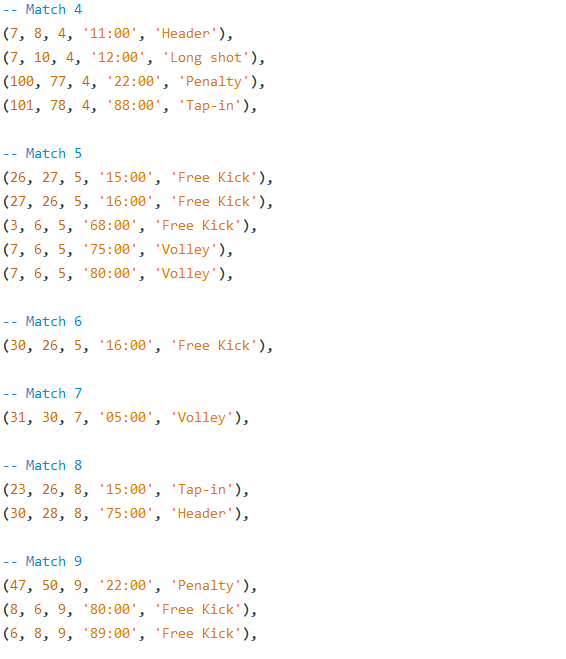 -- Match 4
(7, 8, 4, '11:00', 'Header'),
(7, 10, 4, '12:00', 'Long shot'),
(100, 77, 4, '22:00', 'Penalty'),
(101, 78, 4, '88:00', 'Tap-in'),
-- Match 5
(26, 27, 5, '15:00', 'Free Kick'),
(27, 26, 5, '16:00', 'Free Kick'),
(3, 6, 5, '68:00', 'Free Kick'),
(7, 6, 5, '75:00', 'Volley'),
(7, 6, 5, '80:00', 'Volley'),
-- Match 6
(30, 26, 5, '16:00', 'Free Kick'),
-- Match 7
(31, 30, 7, '05:00', 'Volley'),
-- Match 8
(23, 26, 8, '15:00', 'Tap-in'),
(30, 28, 8, '75:00', 'Header'),
-- Match 9
(47, 50, 9, '22:00', 'Penalty'),
(8, 6, 9, '80:00', 'Free Kick'),
(6, 8, 9, '89:00', 'Free Kick'),